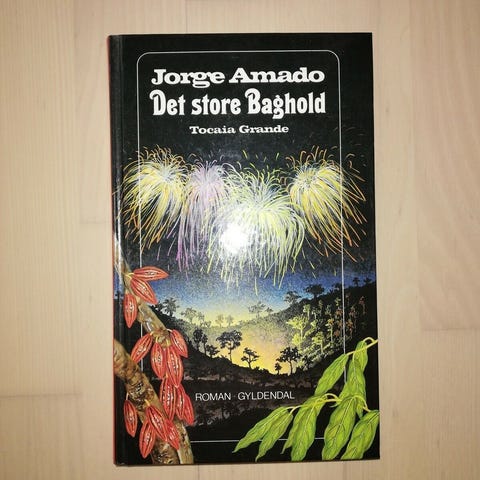 Jorge Amado
Det store Baghold
Tocaia Grande
ROMAN GYLDENDAL